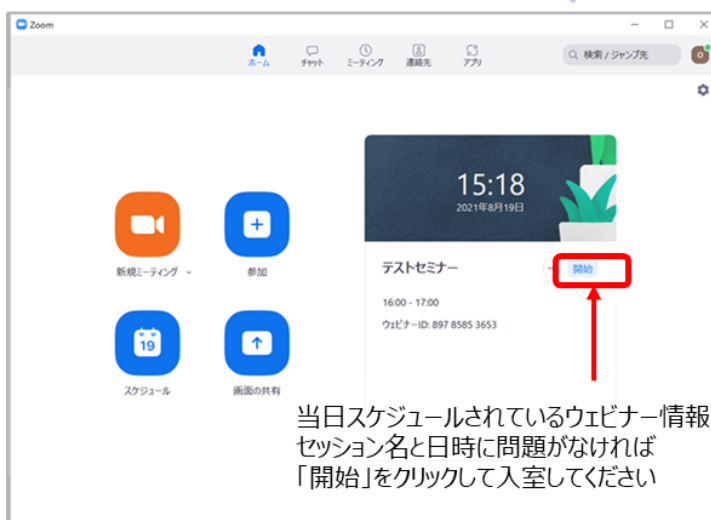 Zoom
ホーム
チャット
ミーティング
連絡先
アプリ
検索 / ジャンプ先
O
15:18
2021年8月19日
新規ミーティング
参加
テストセミナー
開始
16:00 - 17:00
ウェビナーID: 897 8585 3653
19
スケジュール
画面の共有
当日スケジュールされているウェビナー情報
セッション名と日時に問題がなければ
「開始」をクリックして入室してください